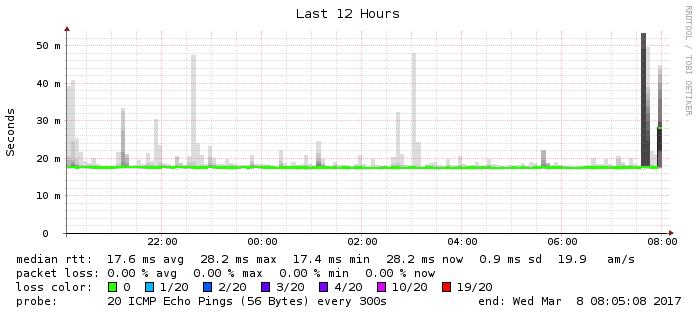 Last 12 Hours
RRDTOOL / TOBI OETIKER
Seconds
50 m
40 m
30 m
20 m
10 m
0
22:00 00:00 02:00 04:00 06:00 08:00
median rtt: 17.6 ms avg 28.2 ms max 17.4 ms min 28.2 ms now 0.9 ms sd 19.9 am/s
packet loss: 0.00 % avg 0.00 % max 0.00 % min 0.00 % now
loss color: 0 1/20 2/20 3/20 4/20 10/20 19/20
probe: 20 ICMP Echo Pings (56 Bytes) every 300s end: Wed Mar 8 08:05:08 2017